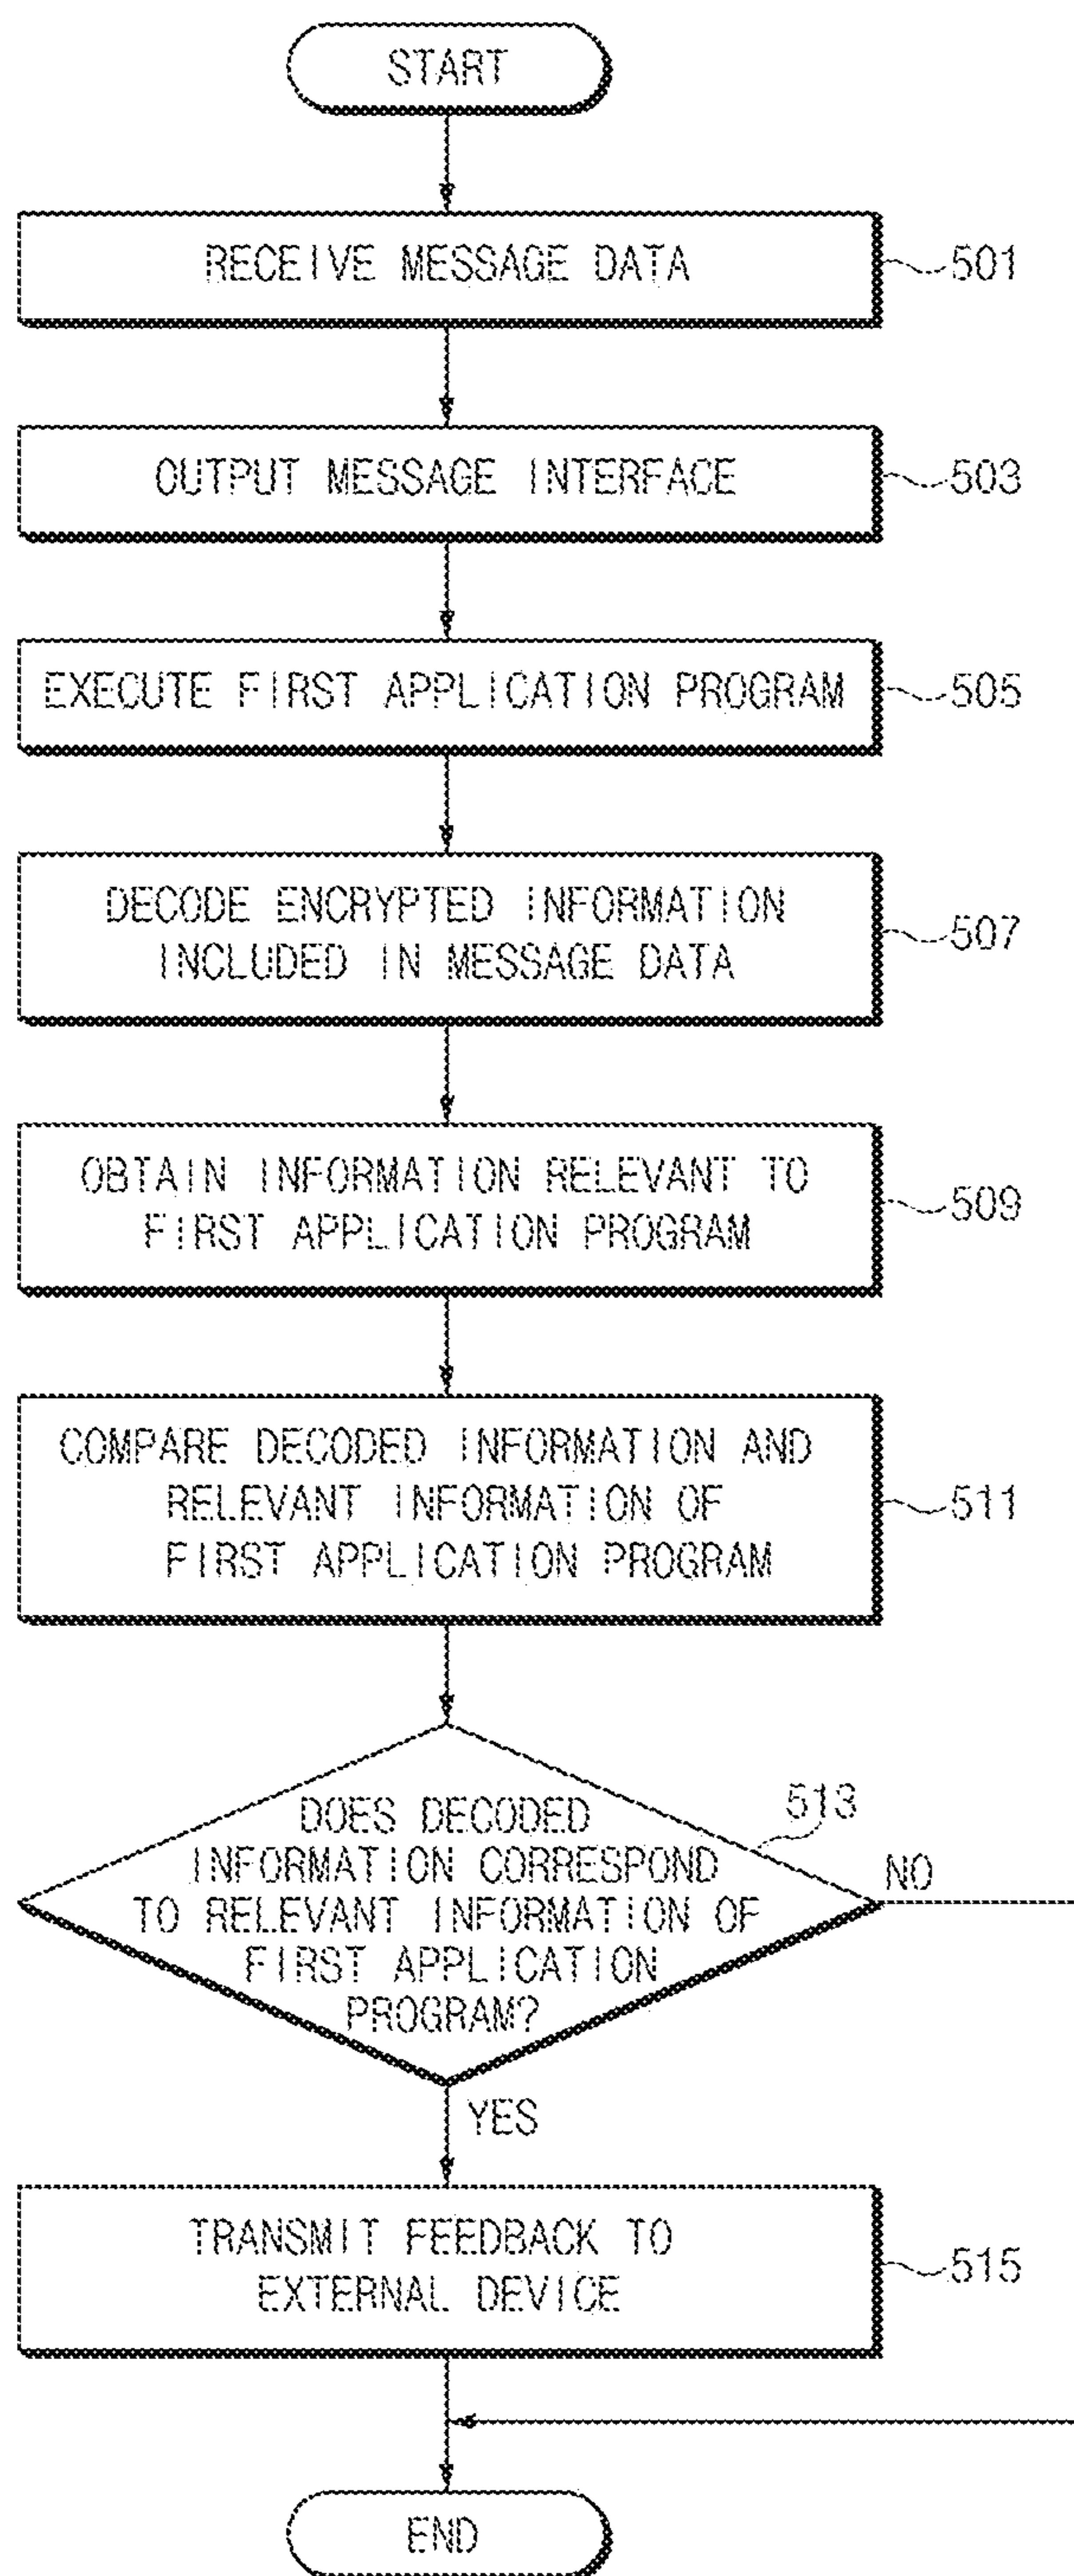 START
RECEIVE MESSAGE DATA
501
OUTPUT MESSAGE INTERFACE
503
EXECUTE FIRST APPLICATION PROGRAM
505
DECODE ENCRYPTED INFORMATION
INCLUDED IN MESSAGE DATA
507
OBTAIN INFORMATION RELEVANT TO
FIRST APPLICATION PROGRAM
509
COMPARE DECODED INFORMATION AND
RELEVANT INFORMATION OF
FIRST APPLICATION PROGRAM
511
513
DOES DECODED
INFORMATION CORRESPOND
TO RELEVANT INFORMATION OF
FIRST APPLICATION
PROGRAM?
NO
YES
TRANSMIT FEEDBACK TO
EXTERNAL DEVICE
515
END